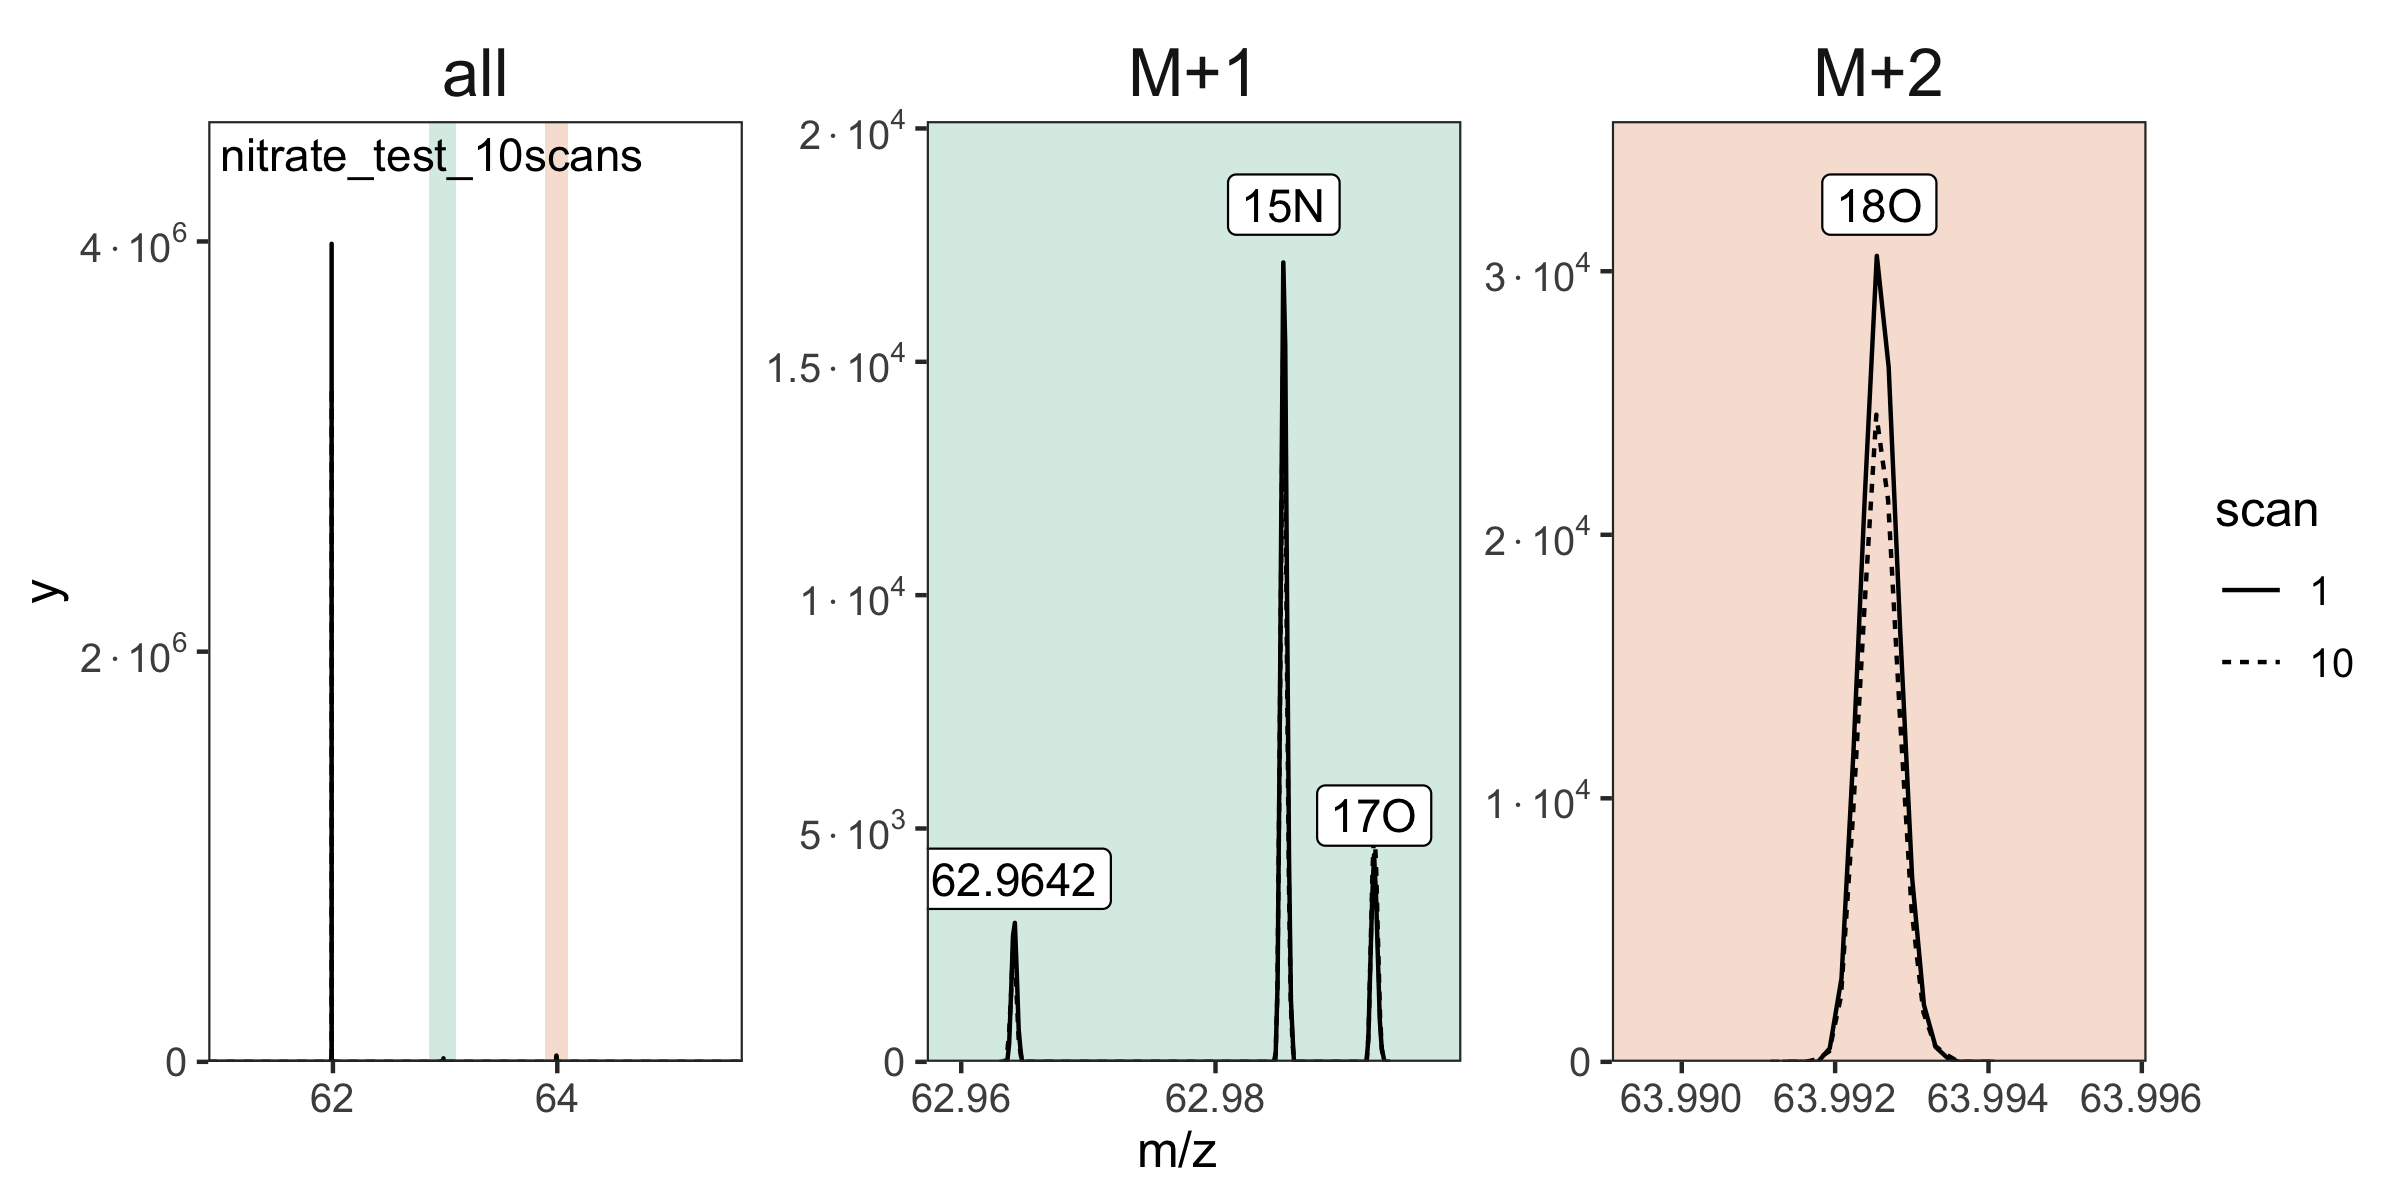 all
M+1
M+2
nitrate_test_10scans
y
4·10⁶
2·10⁶
0
62
64
2·10⁴
1.5·10⁴
1·10⁴
5·10³
0
15N
17O
62.9642
62.96
62.98
3·10⁴
2·10⁴
1·10⁴
0
18O
63.990
63.992
63.994
63.996
m/z
scan
1
10